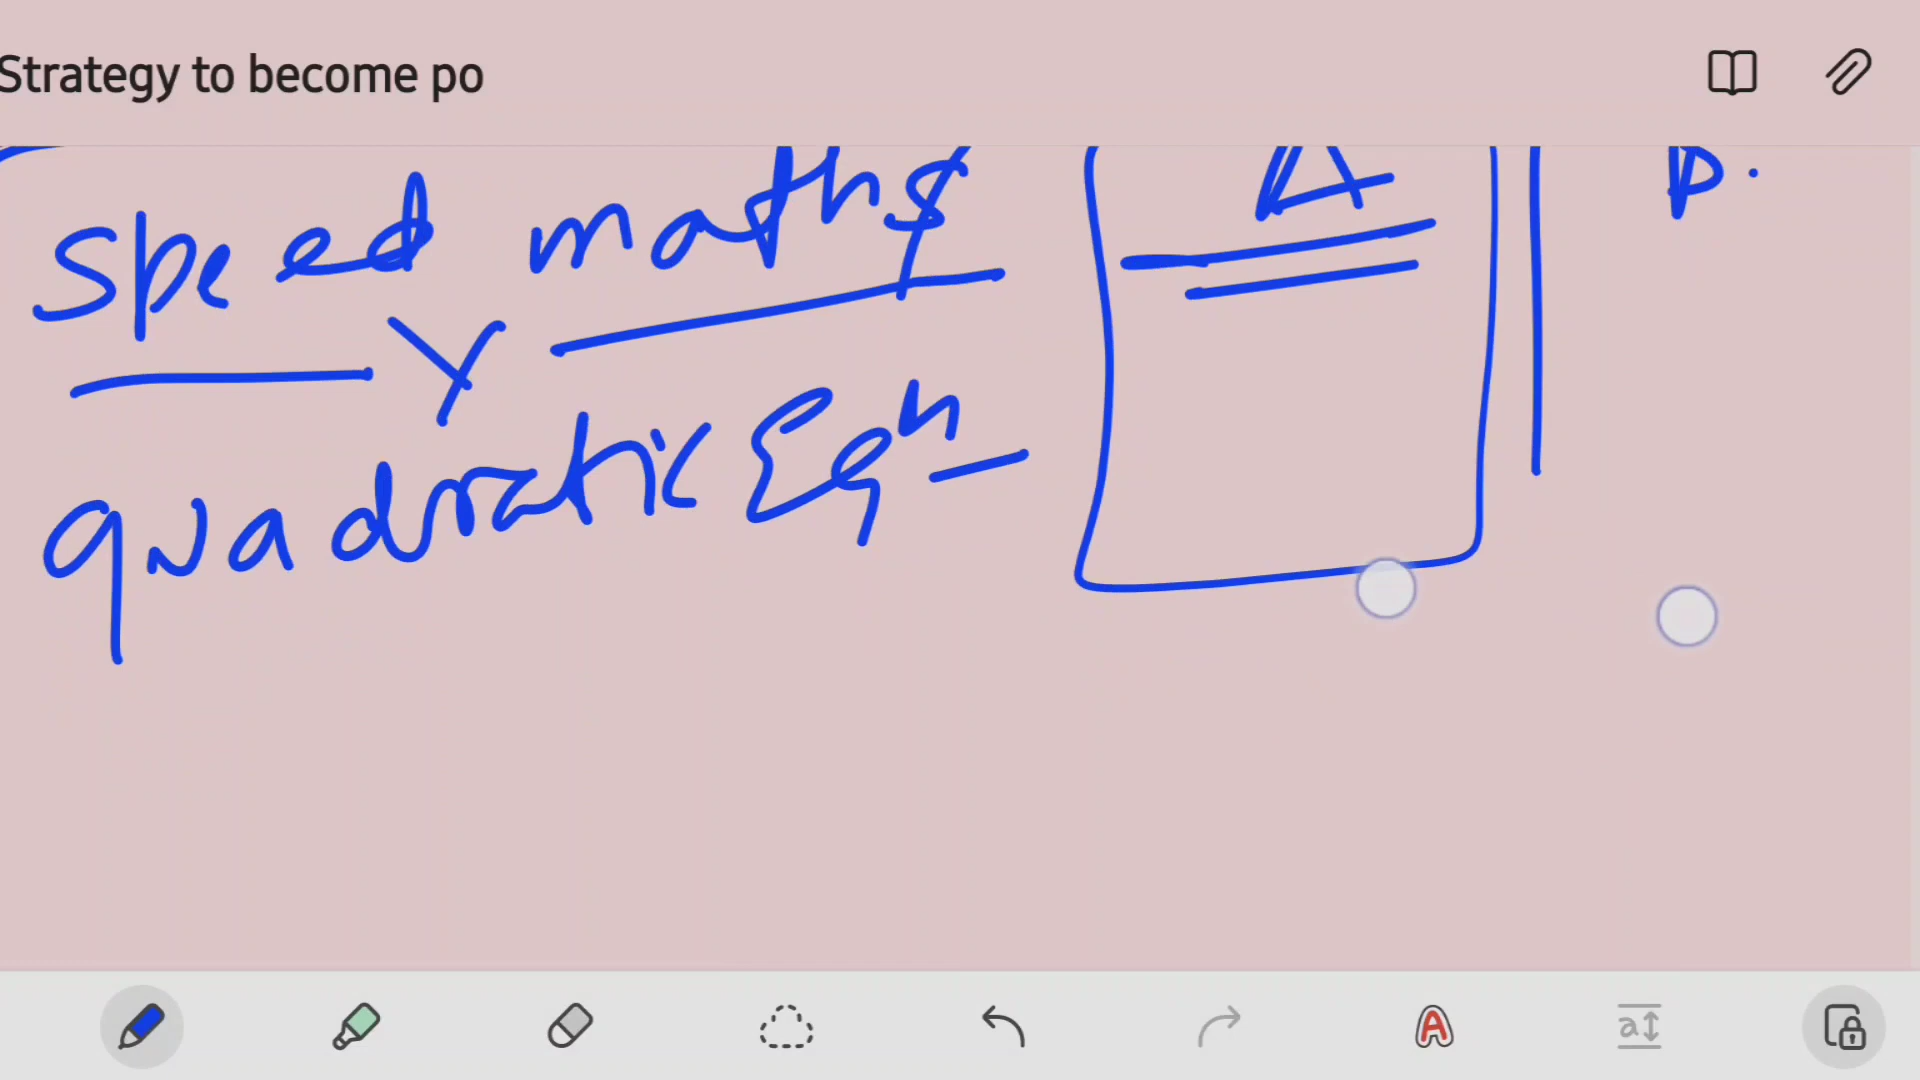 Strategy to become po
Speed maths
Y
quadratic Eqn
A